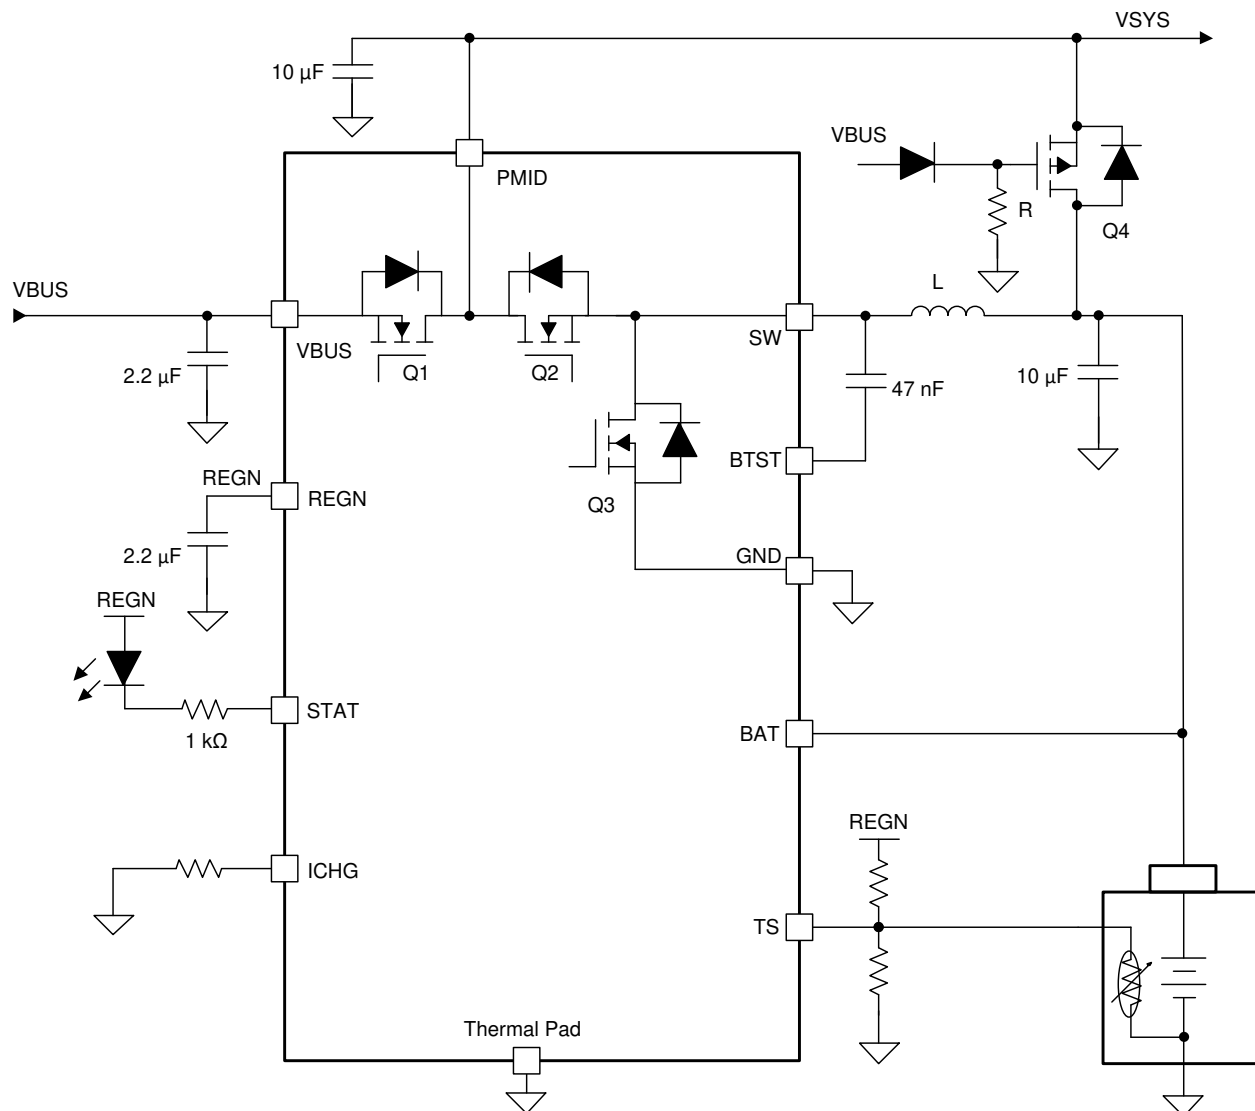 VSYS
10 µF
VBUS
PMID
R
Q4
VBUS
L
VBUS
SW
Q1
Q2
2.2 µF
47 nF
10 µF
BTST
REGN
REGN
Q3
2.2 µF
GND
REGN
STAT
1 kΩ
BAT
REGN
ICHG
TS
Thermal Pad